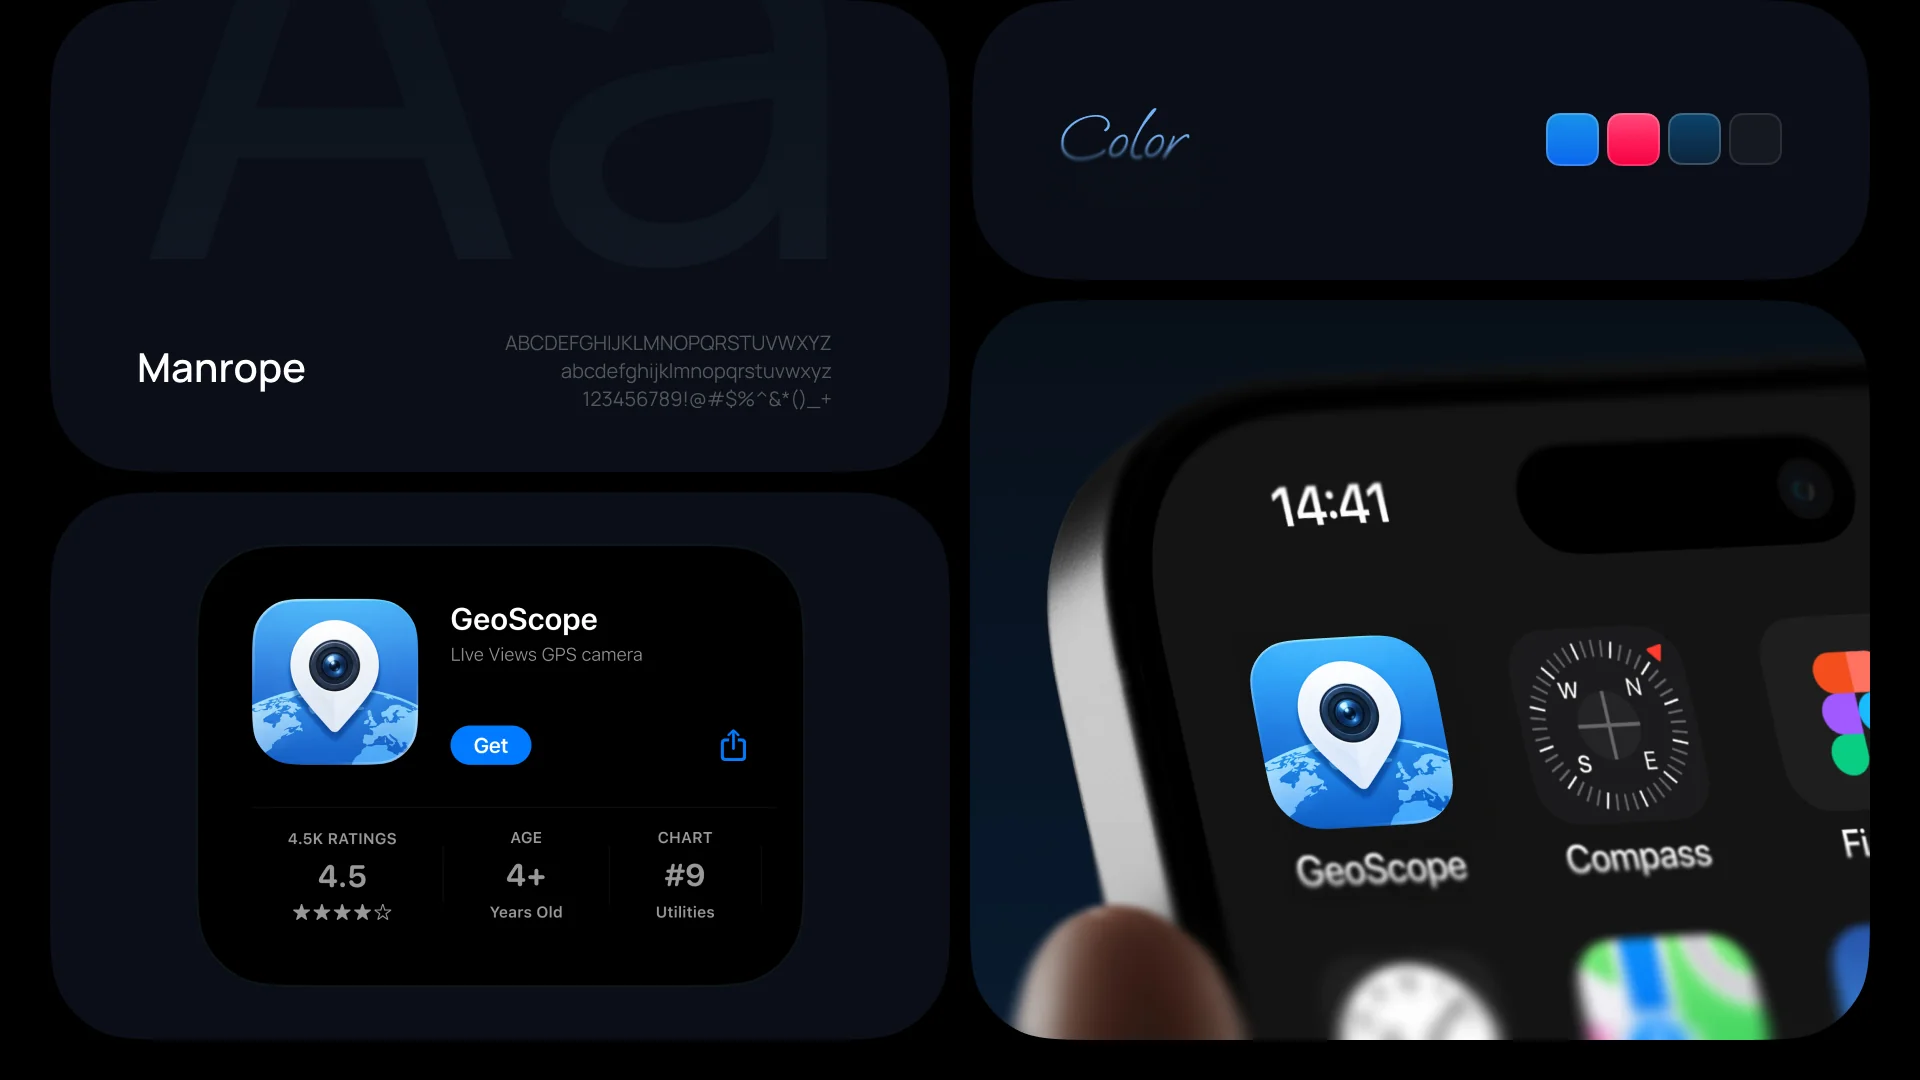 Aa
Manrope
ABCDEFGHIJKLMNOPQRSTUVWXYZ
abcdefghijklmnopqrstuvwxyz
123456789!@#$%^&*()_+
Color
GeoScope
LIve Views GPS camera
Get
4.5K RATINGS
4.5
★★★★☆
AGE
4+
Years Old
CHART
#9
Utilities
14:41
W N
S E
GeoScope
Compass
Fi